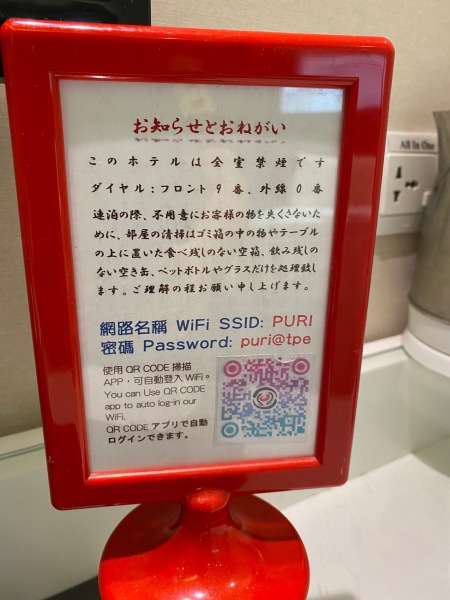 All In One
お知らせとおねがい
このホテルは全室禁煙です
ダイヤル：フロント 9 番、外線 0 番
連泊の際、不用意にお客様の物を失くさないた
めに、部屋の清掃はゴミ箱の中の物やテーブル
の上に置いた食べ残しのない空箱、飲み残しの
ない空き缶、ペットボトルやグラスだけを処理致し
ます。ご理解の程お願い申し上げます。
網路名稱 WiFi SSID: PURI
密碼 Password: puri@tpe
使用 QR CODE 掃描
APP，可自動登入 WiFi。
You can Use QR CODE
app to auto log-in our
WiFi.
QR CODE アプリで自動
ログインできます。